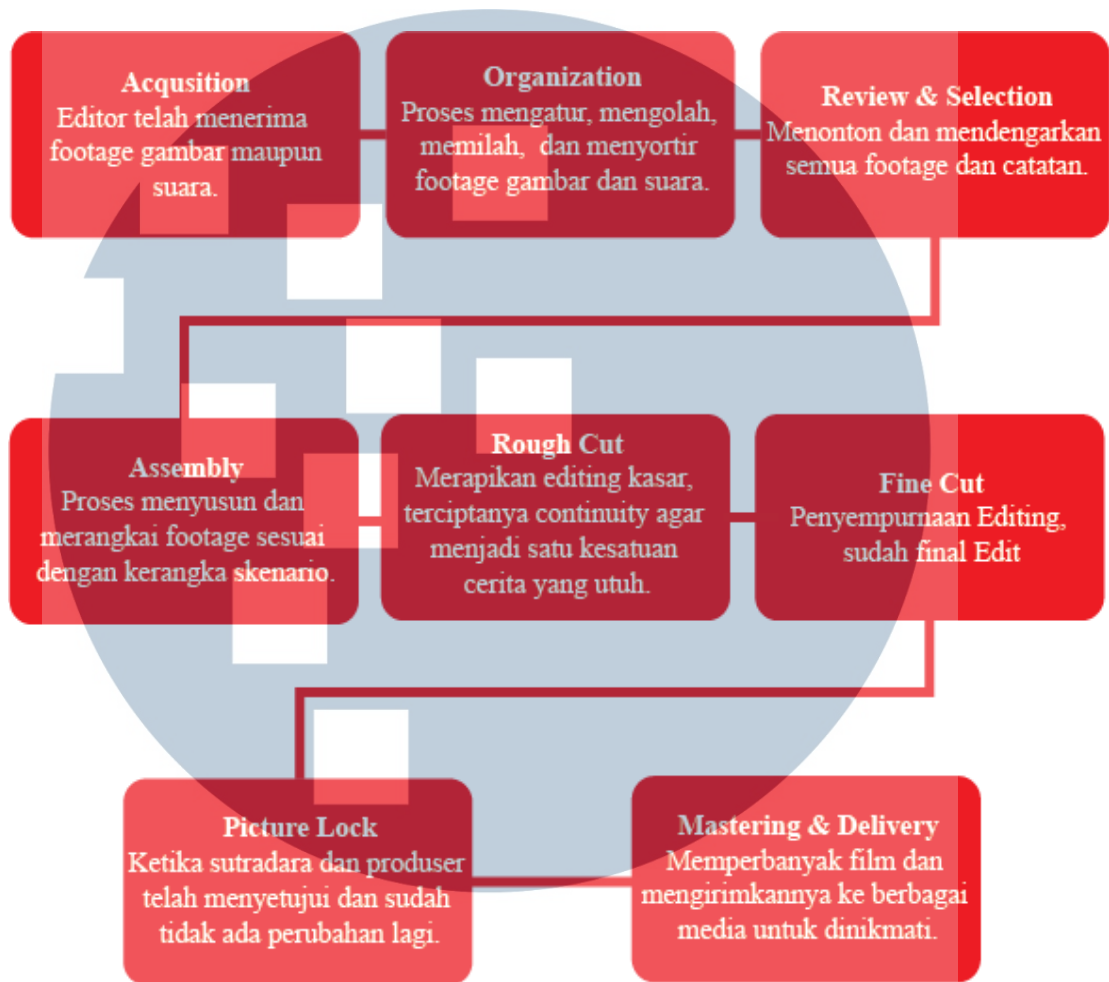 Acqusition
Editor telah menerima
footage gambar maupun
suara.
Organization
Proses mengatur, mengolah,
memilah, dan menyortir
footage gambar dan suara.
Review & Selection
Menonton dan mendengarkan
semua footage dan catatan.
Assembly
Proses menyusun dan
merangkai footage sesuai
dengan kerangka skenario.
Rough Cut
Merapikan editing kasar,
terciptanya continuity agar
menjadi satu kesatuan
cerita yang utuh.
Fine Cut
Penyempurnaan Editing,
sudah final Edit
Picture Lock
Ketika sutradara dan produser
telah menyetujui dan sudah
tidak ada perubahan lagi.
Mastering & Delivery
Memperbanyak film dan
mengirimkannya ke berbagai
media untuk dinikmati.